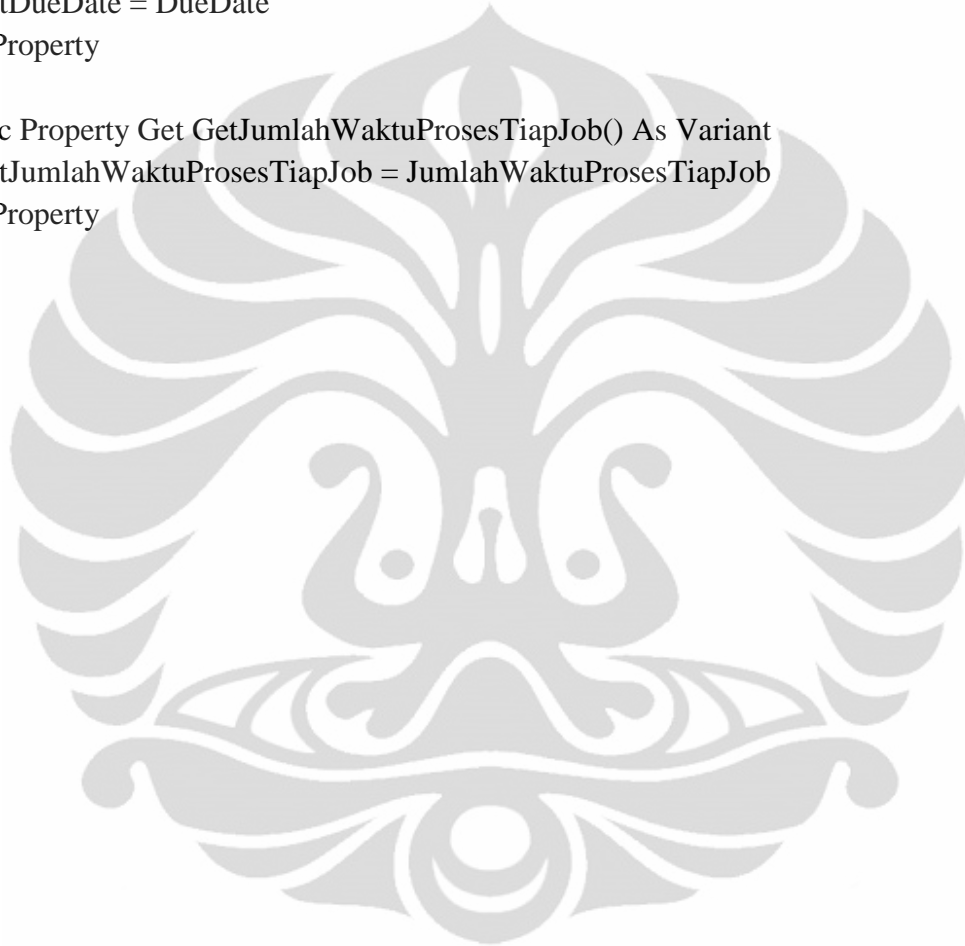 tDueDate = DueDate
Property
c Property Get GetJumlahWaktuProsesTiapJob() As Variant
tJumlahWaktuProsesTiapJob = JumlahWaktuProsesTiapJob
Property